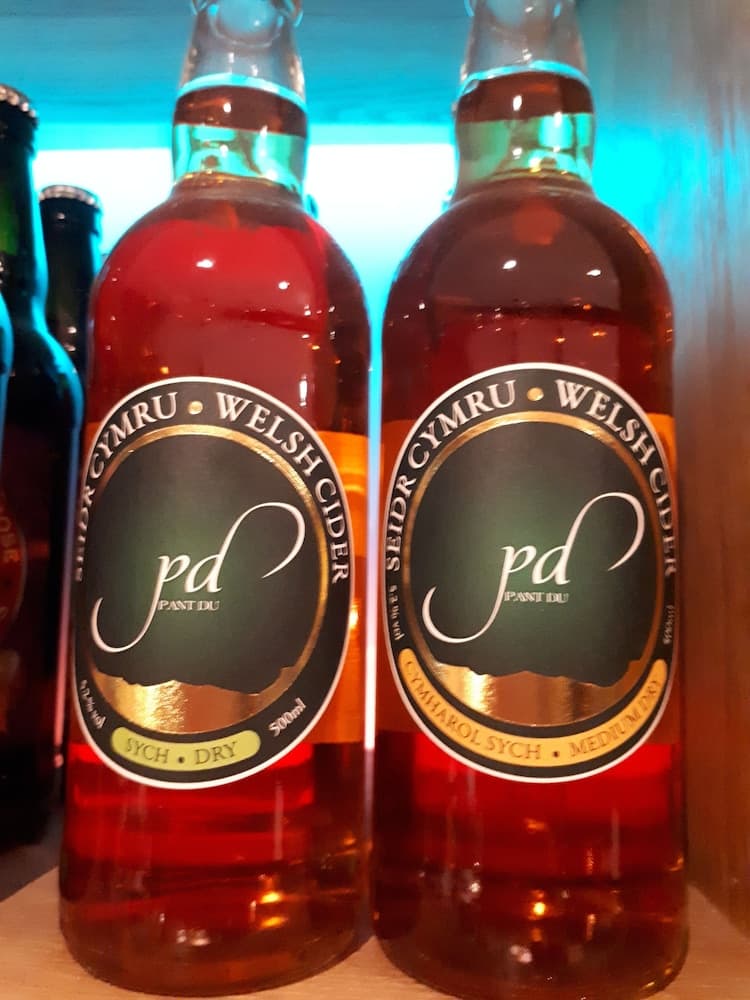 SEIDR CYMRU • WELSH CIDER
pd
PANT DU
500ml
SYCH • DRY
SEIDR CYMRU • WELSH CIDER
pd
PANT DU
CYMHAROL SYCH • MEDIUM DRY